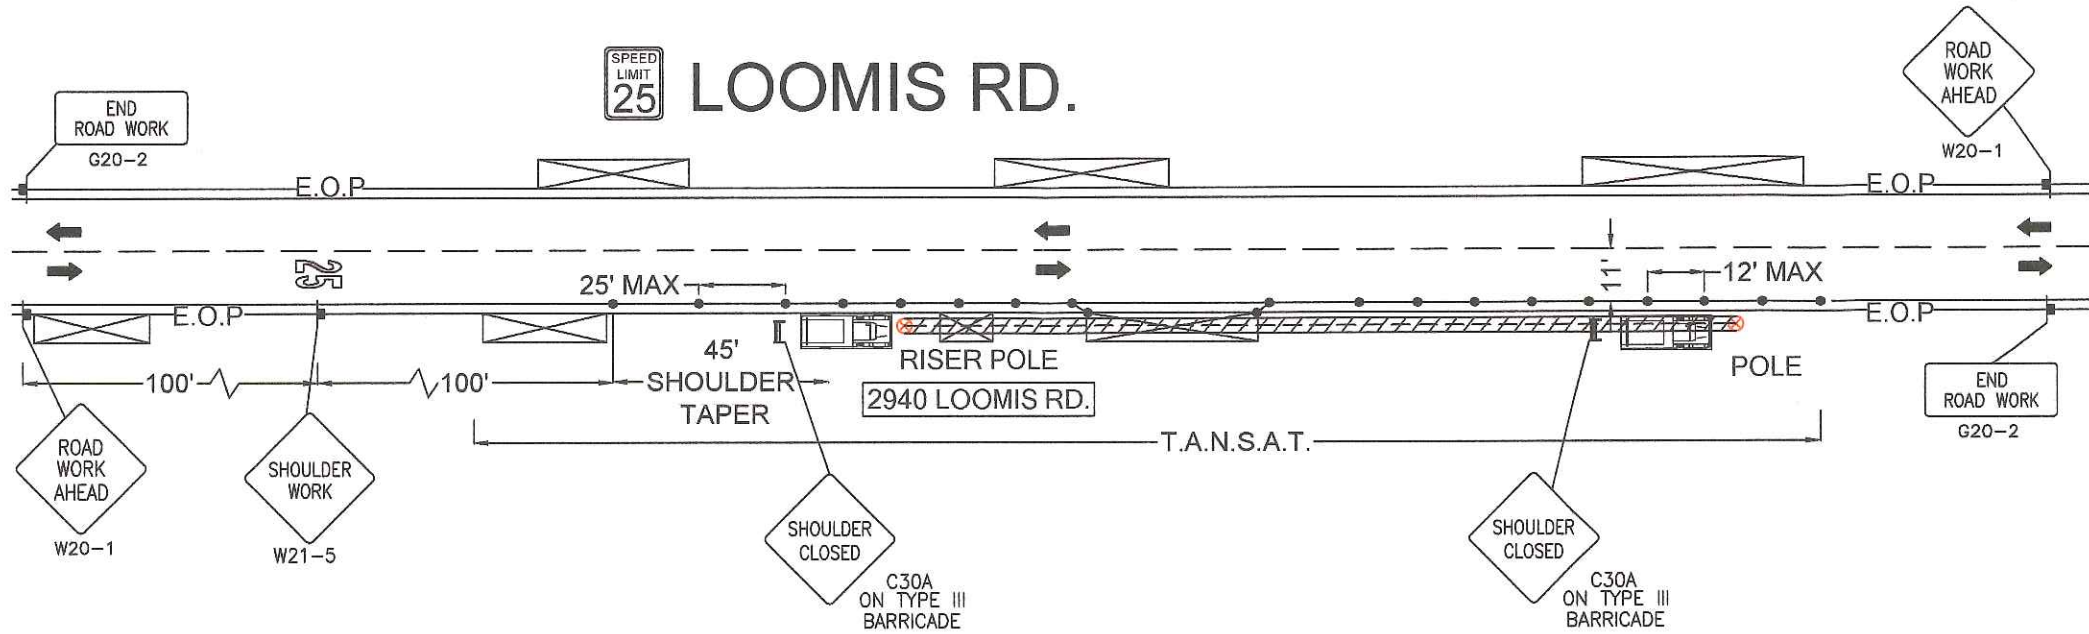 SPEED
LIMIT
25
LOOMIS RD.
END
ROAD WORK
G20-2
ROAD
WORK
AHEAD
W20-1
E.O.P
E.O.P
25
25' MAX
11'
12' MAX
E.O.P
E.O.P
100'
100'
45'
SHOULDER
TAPER
RISER POLE
2940 LOOMIS RD.
POLE
T.A.N.S.A.T.
ROAD
WORK
AHEAD
W20-1
SHOULDER
WORK
W21-5
SHOULDER
CLOSED
C30A
ON TYPE III
BARRICADE
SHOULDER
CLOSED
C30A
ON TYPE III
BARRICADE
END
ROAD WORK
G20-2